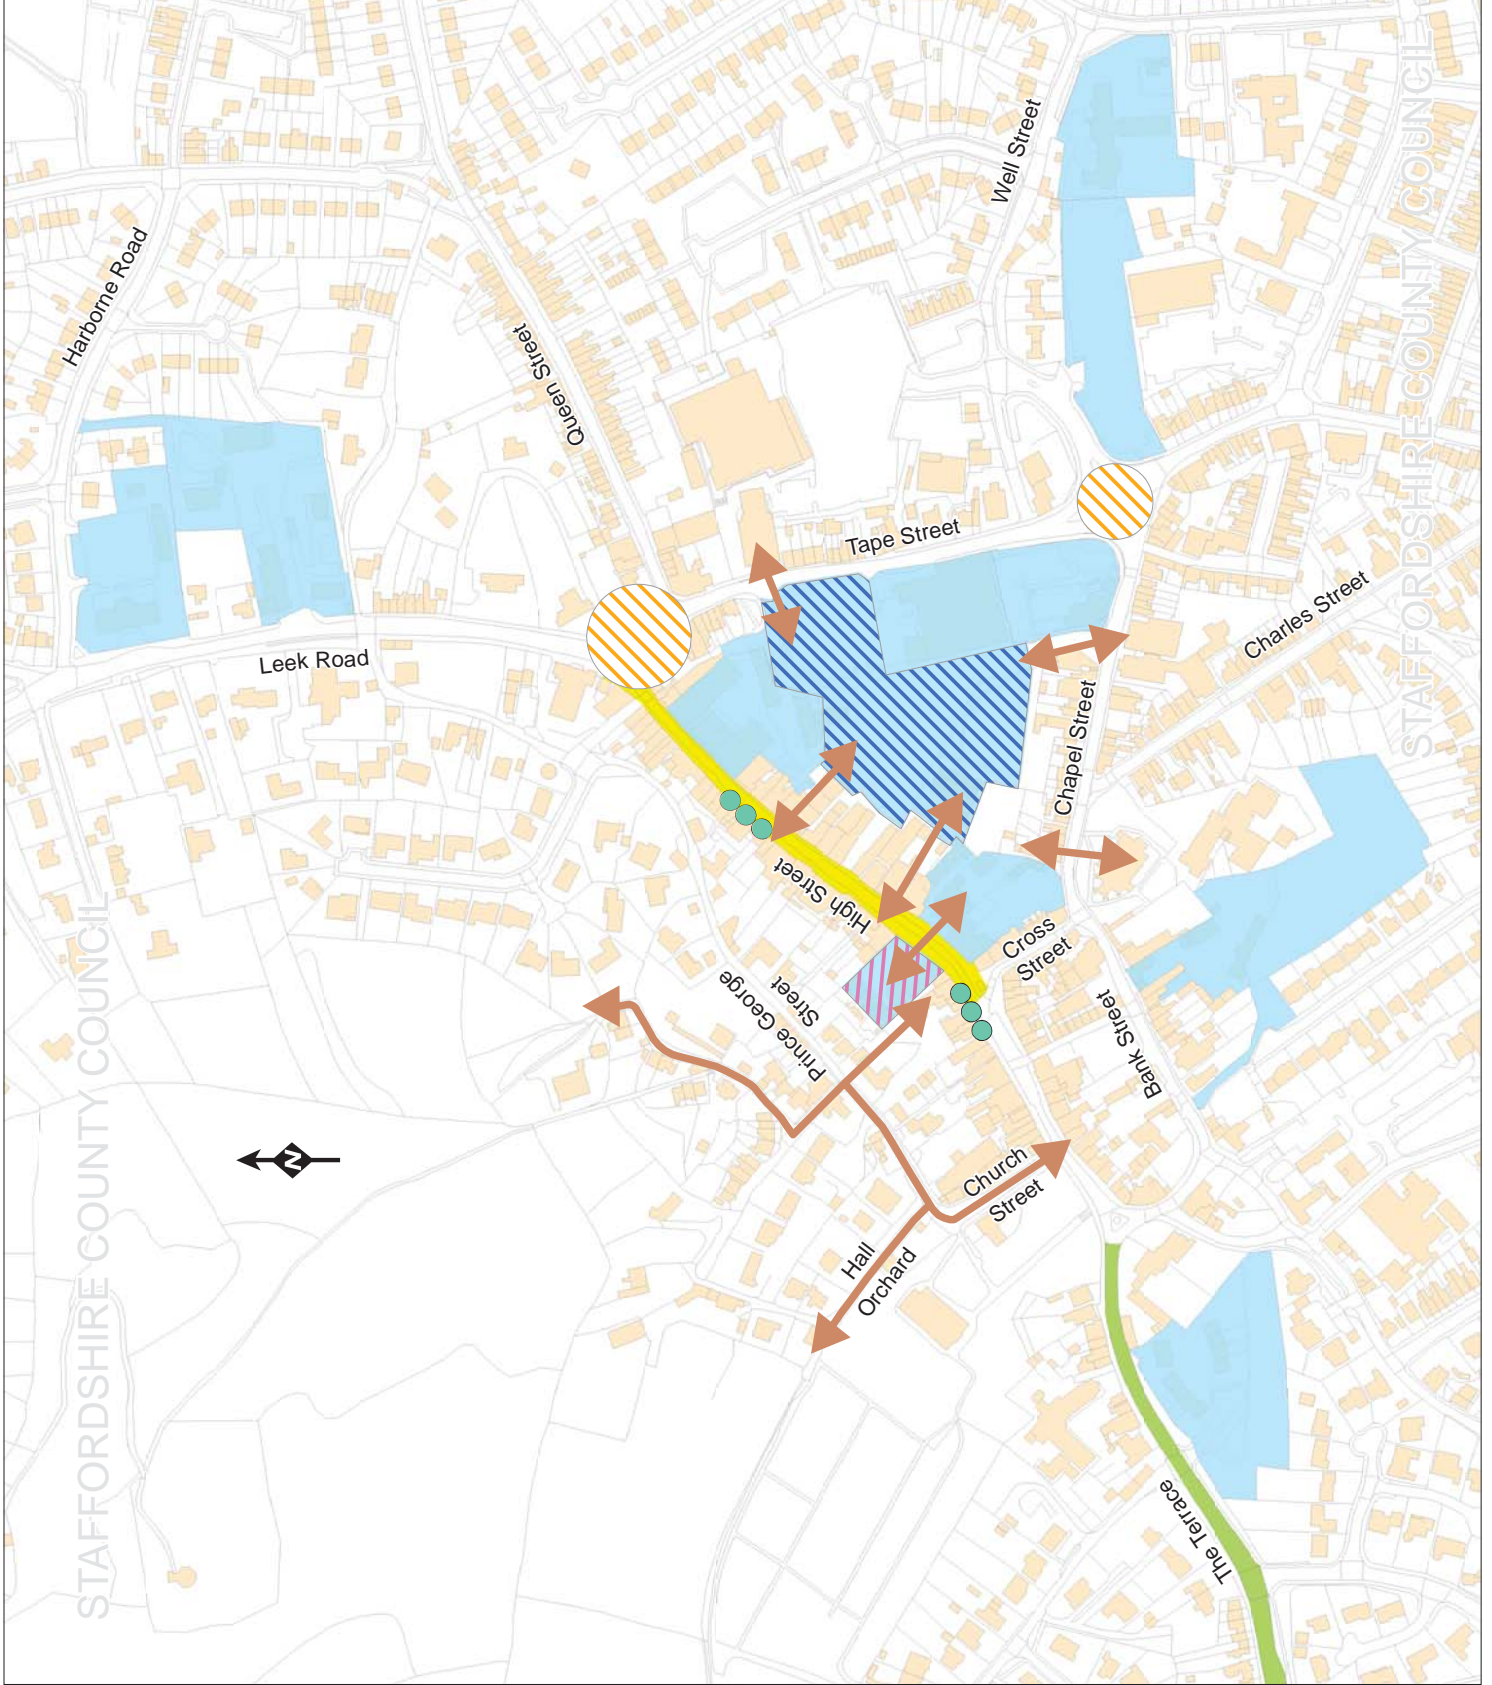 Well Street
Harborne Road
STAFFORDSHIRE COUNTY COUNCIL
Queen Street
Tape Street
Charles Street
Leek Road
Chapel Street
High Street
Cross
Street
Prince George
Street
Bank Street
STAFFORDSHIRE COUNTY COUNCIL
N
Church
Street
Hall
Orchard
The Terrace